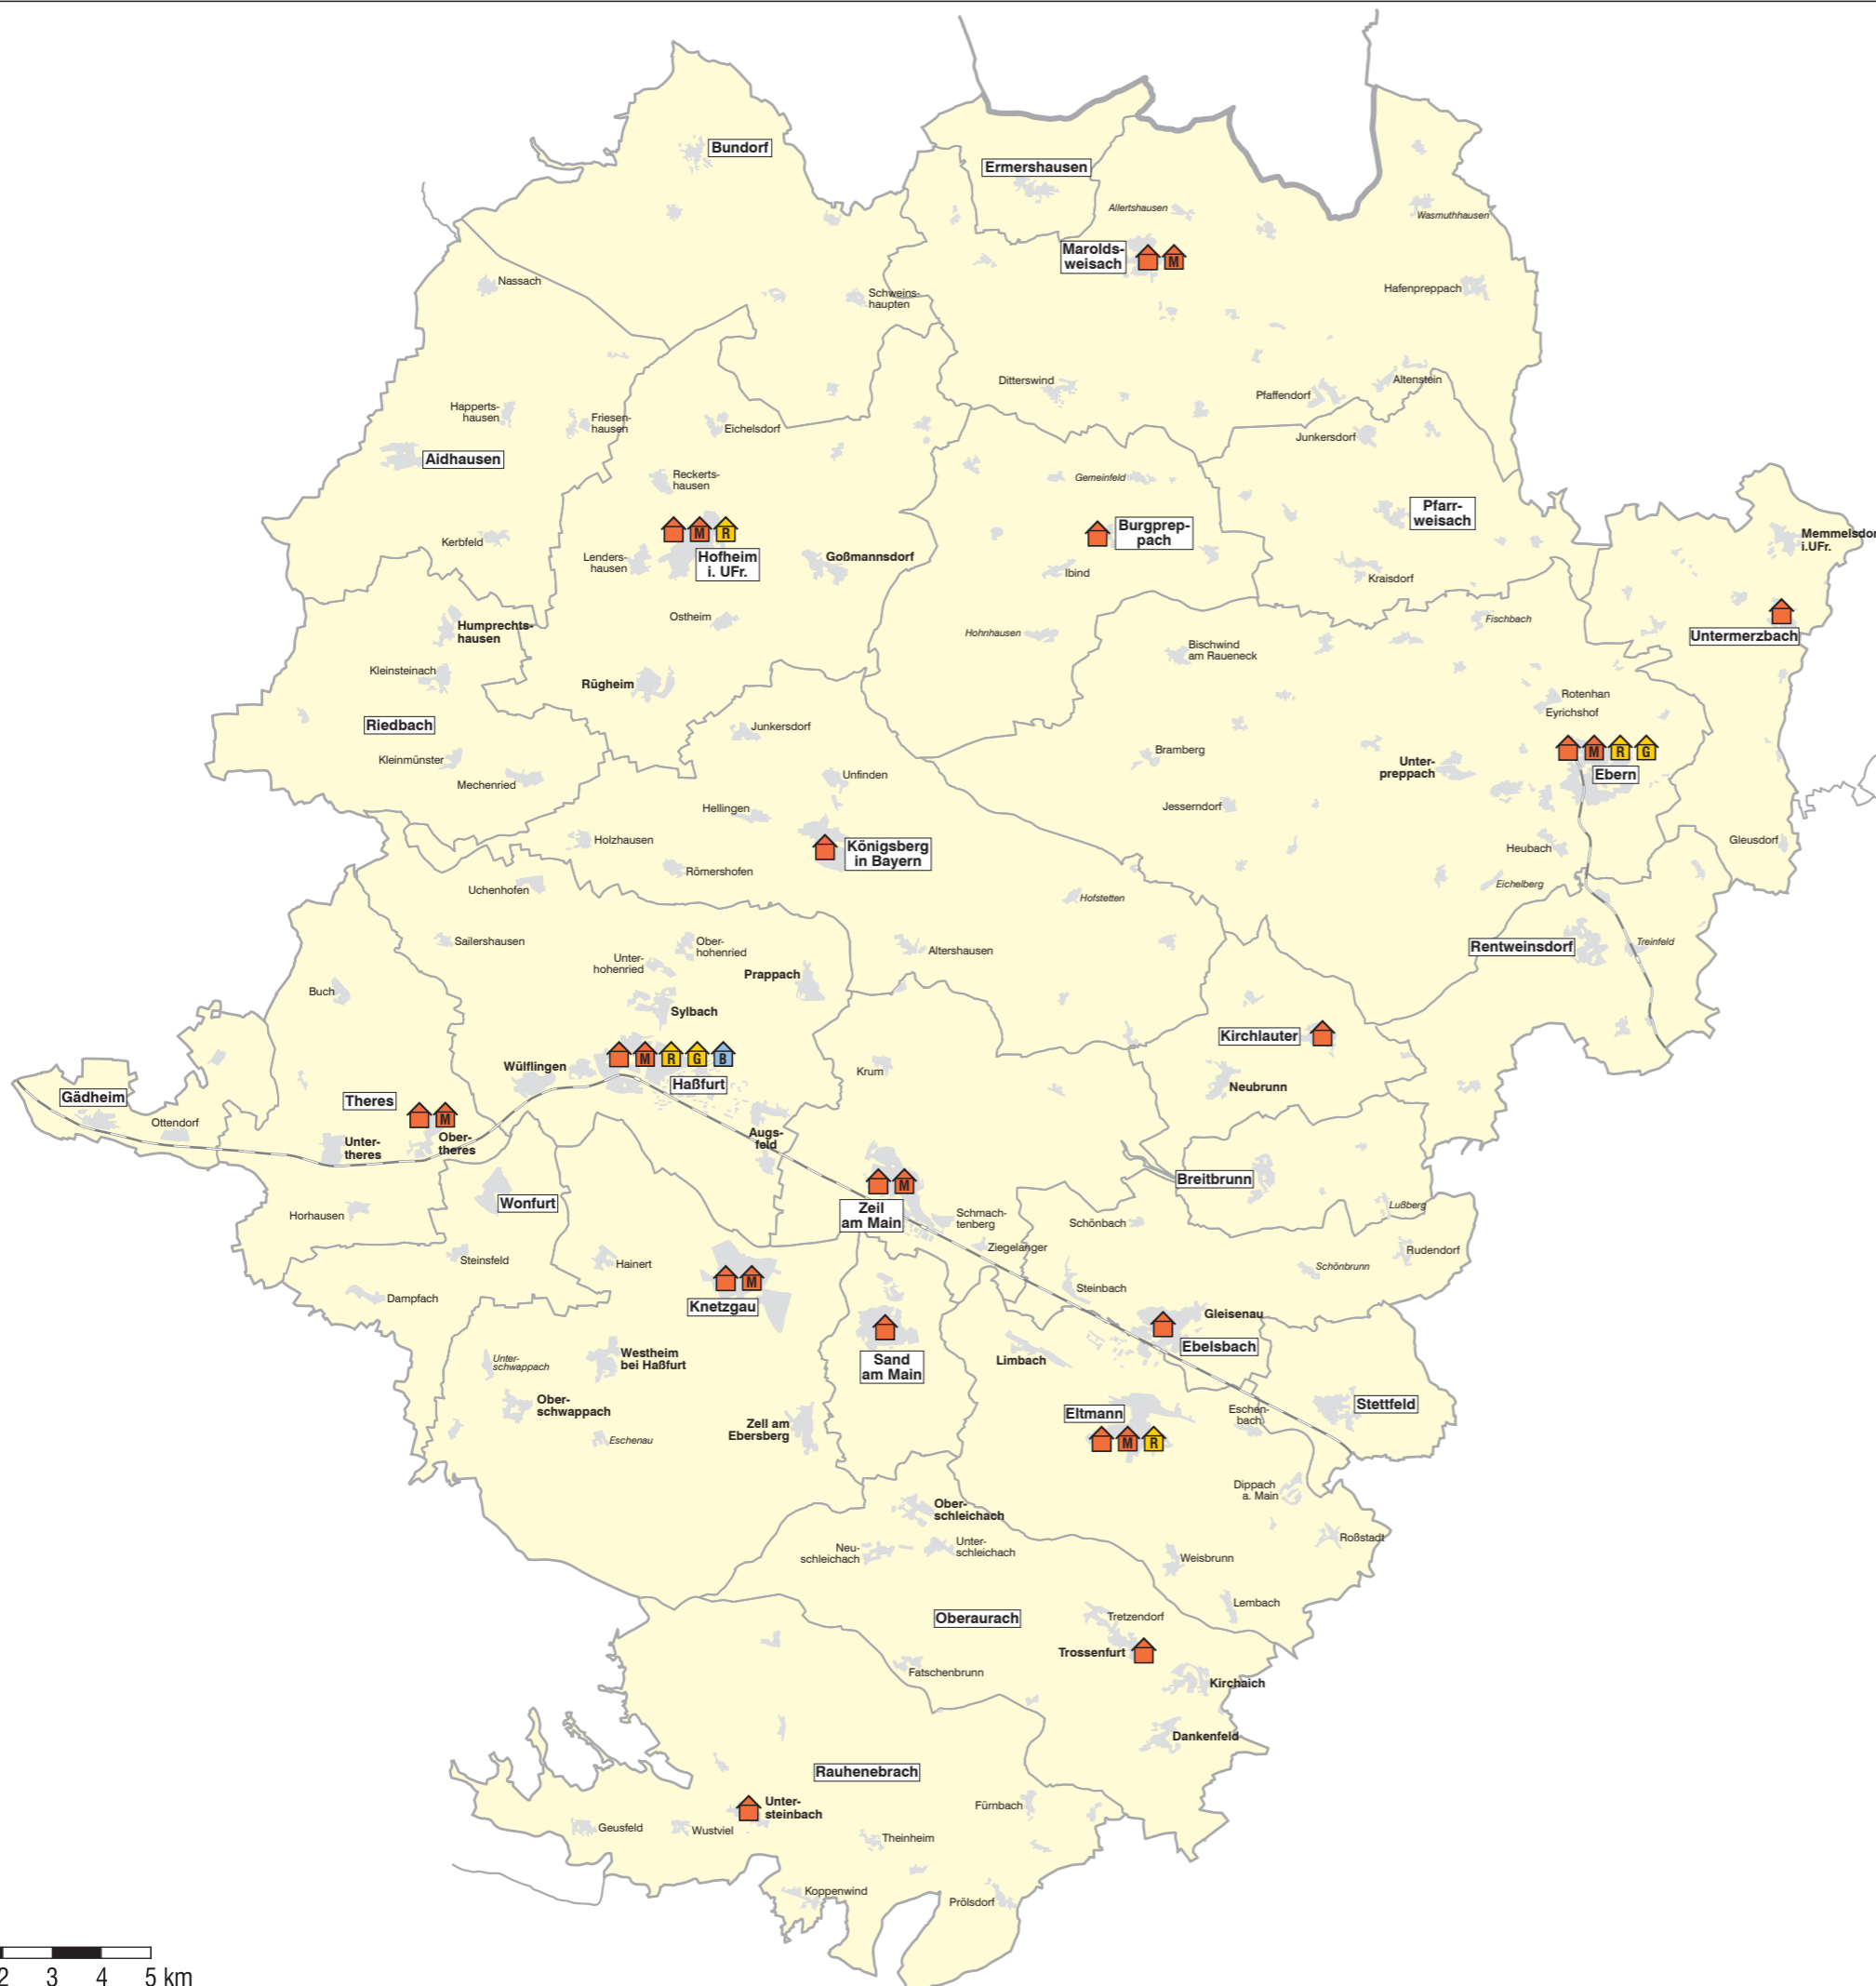 Bundorf
Ermershausen
Allertshausen
Wasmuthhausen
Marolds-
weisach
M
Nassach
Schweins-
haupten
Hafenpreppach
Ditterswind
Pfaffendorf
Altenstein
Happerts-
hausen
Friesen-
hausen
Eichelsdorf
Junkersdorf
Aidhausen
Reckerts-
hausen
Gemeinfeld
Pfarr-
weisach
Kerbfeld
Lenders-
hausen
M
R
Hofheim
i. UFr.
Goßmannsdorf
Burgprep-
pach
Ibind
Kraisdorf
Memmelsdor
i.UFr.
Untermerzbach
Humprechts-
hausen
Ostheim
Hohnhausen
Fischbach
Bischwind
am Raueneck
Kleinsteinach
Rügheim
Rotenhan
Eyrichshof
Riedbach
Junkersdorf
Kleinmünster
Mechenried
Unfinden
Bramberg
Unter-
preppach
M
R
G
Ebern
Hellingen
Jesserndorf
Holzhausen
Königsberg
in Bayern
Heubach
Gleusdorf
Römershofen
Uchenhofen
Hofstetten
Eichelberg
Sailershausen
Ober-
hohenried
Unter-
hohenried
Prappach
Altershausen
Rentweinsdorf
Treinfeld
Buch
Sylbach
Kirchlauter
M
R
G
B
Haßfurt
Wülflingen
Krum
Neubrunn
Gädheim
Ottendorf
Theres
M
Unter-
theres
Ober-
theres
Augs-
feld
Breitbrunn
Wonfurt
M
Zeil
am Main
Schmach-
tenberg
Schönbach
Lußberg
Horhausen
Ziegelanger
Rudendorf
Steinsfeld
Hainert
Schönbrunn
Steinbach
Dampfach
M
Knetzgau
Gleisenau
Ebelsbach
Unter-
schwappach
Westheim
bei Haßfurt
Sand
am Main
Limbach
Ober-
schwappach
Eschenau
Zell am
Ebersberg
Eltmann
M
R
Eschen-
bach
Stettfeld
Dippach
a. Main
Ober-
schleichach
Neu-
schleichach
Unter-
schleichach
Roßstadt
Weisbrunn
Lembach
Oberaurach
Tretzendorf
Trossenfurt
Fatschenbrunn
Kirchaich
Dankenfeld
Rauhenebrach
Unter-
steinbach
Fürnbach
Geusfeld
Wustviel
Theinheim
Koppenwind
Prölsdorf
2 3 4 5 km